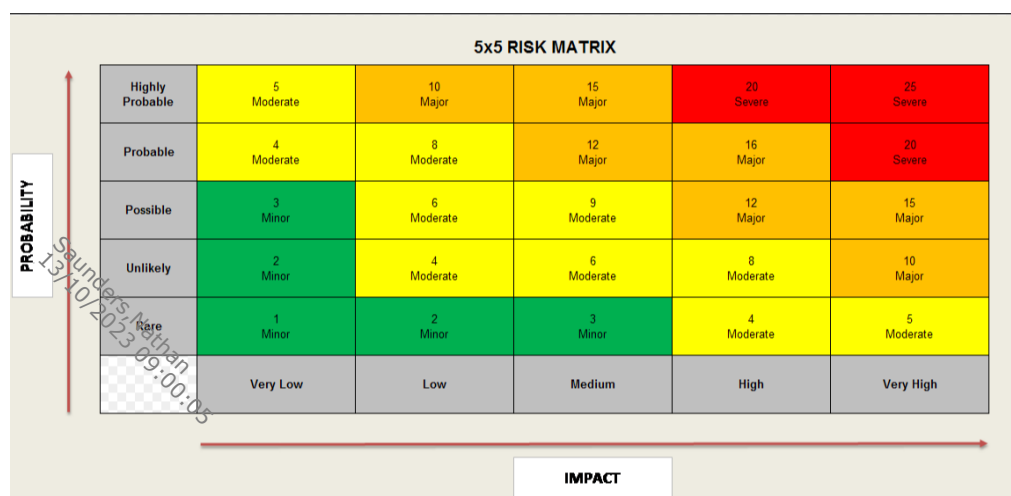 5x5 RISK MATRIX
Highly Probable
5 Moderate
10 Major
15 Major
20 Severe
25 Severe
Probable
4 Moderate
8 Moderate
12 Major
16 Major
20 Severe
Possible
3 Minor
6 Moderate
9 Moderate
12 Major
15 Major
Unlikely
2 Minor
4 Moderate
6 Moderate
8 Moderate
10 Major
Rare
1 Minor
2 Minor
3 Minor
4 Moderate
5 Moderate
Very Low
Low
Medium
High
Very High
PROBABILITY
IMPACT
Saunders,Nathan
13/10/2023 09:00:05